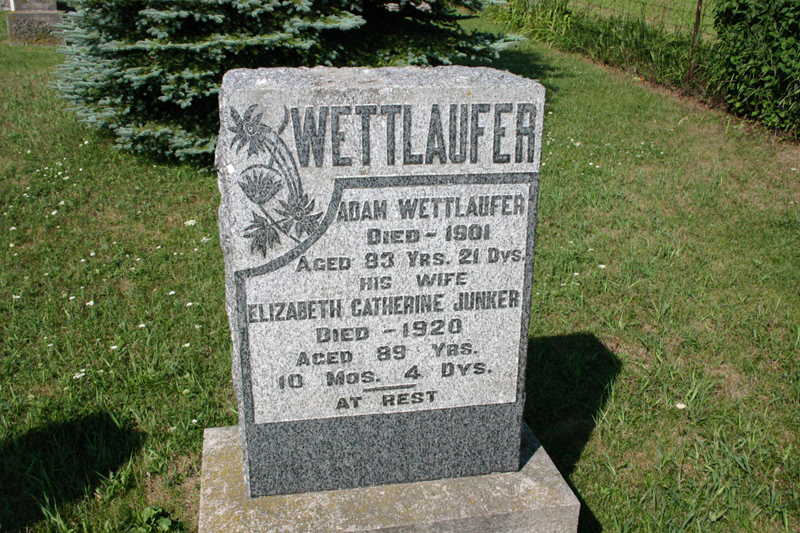 WETTLAUFER
ADAM WETTLAUFER
DIED - 1901
AGED 83 YRS. 21 DYS.
HIS WIFE
ELIZABETH CATHERINE JUNKER
DIED - 1920
AGED 89 YRS.
10 MOS. 4 DYS.
AT REST